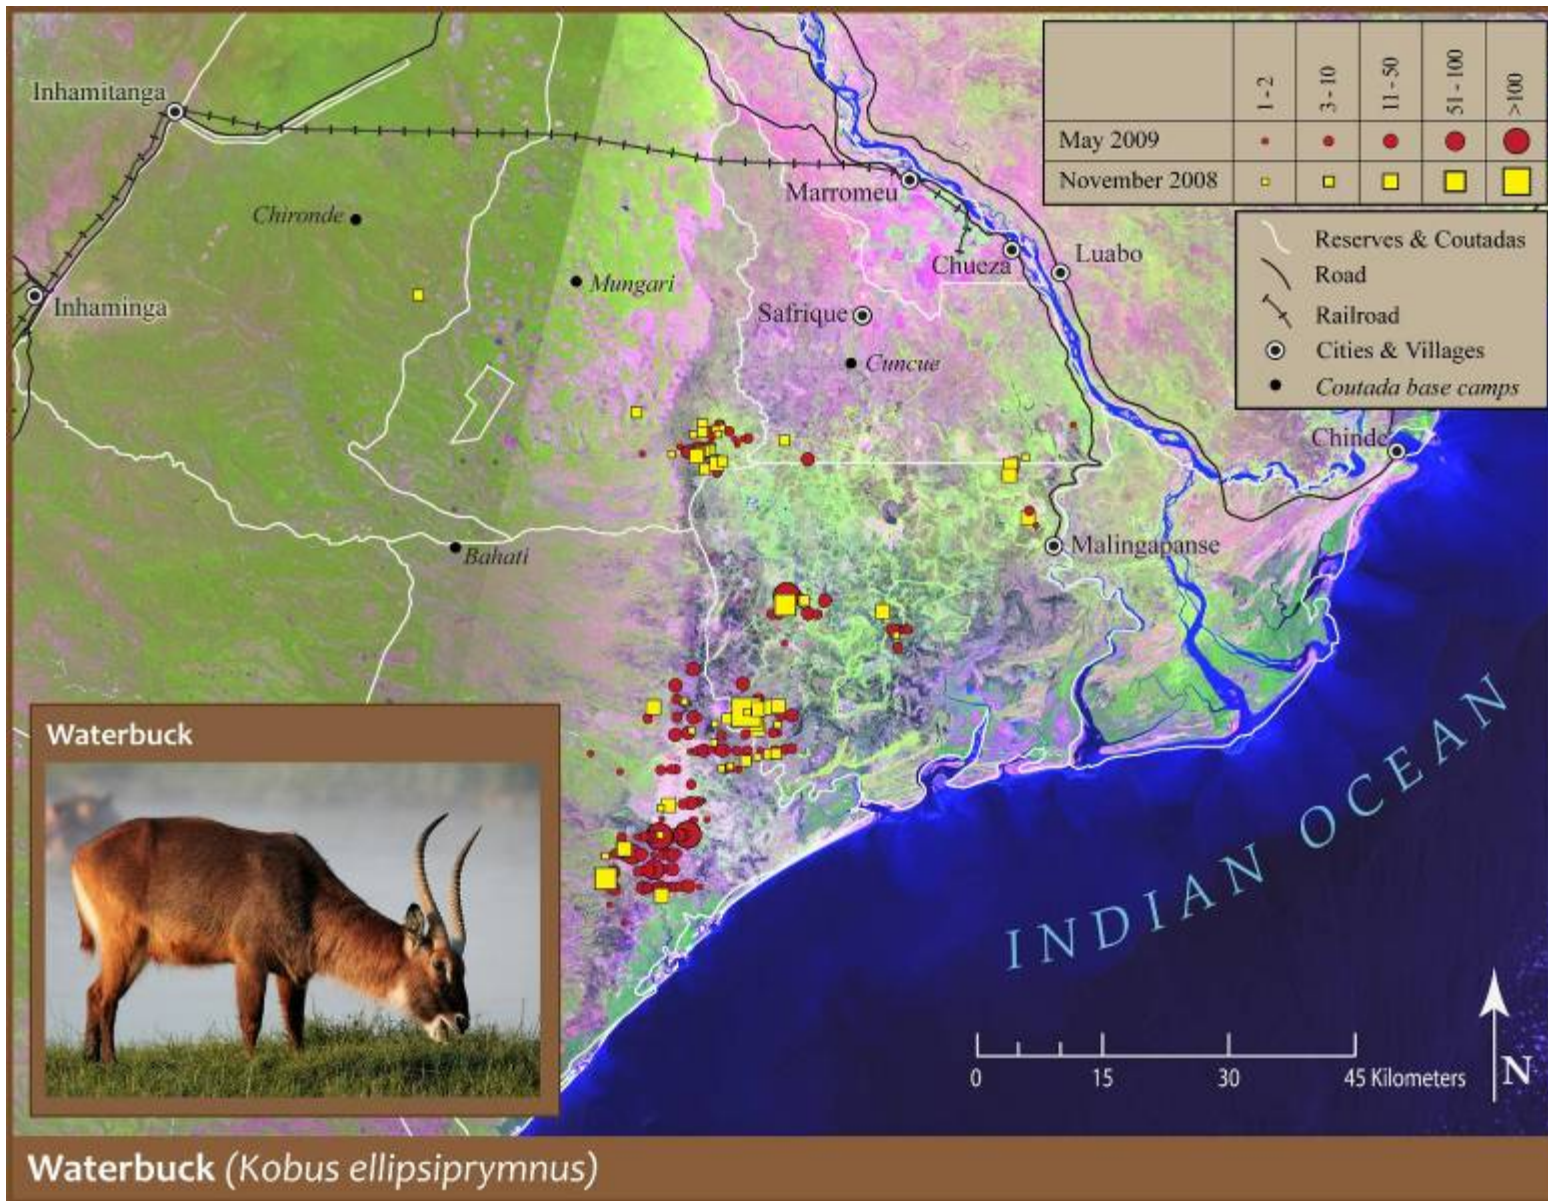 1 - 2
3 - 10
11 - 50
51 - 100
>100
May 2009
November 2008
Reserves & Coutadas
Road
Railroad
Cities & Villages
Coutada base camps
Inhamitanga
Chironde
Inhaminga
Mungari
Marromeu
Chueza
Luabo
Safrique
Cuncue
Chinde
Bahati
Malingapanse
INDIAN OCEAN
Waterbuck
0 15 30 45 Kilometers
N
Waterbuck (Kobus ellipsiprymnus)